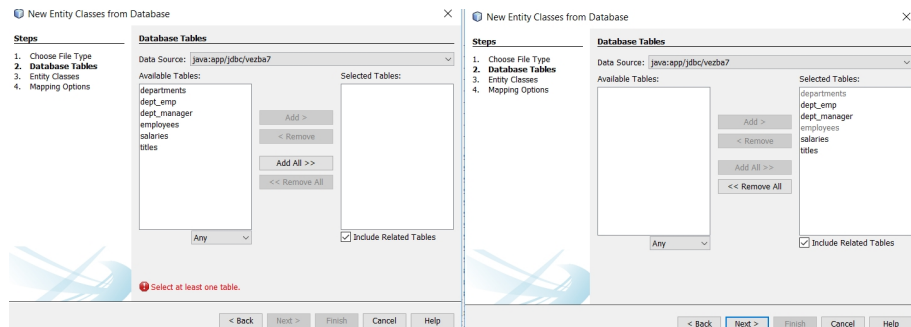 New Entity Classes from Database
Steps
1. Choose File Type
2. Database Tables
3. Entity Classes
4. Mapping Options
Database Tables
Data Source: java:app/jdbc/vezba7
Available Tables:
departments
dept_emp
dept_manager
employees
salaries
titles
Any
Add >
< Remove
Add All >>
<< Remove All
Selected Tables:
Include Related Tables
Select at least one table.
< Back Next > Finish Cancel Help
New Entity Classes from Database
Steps
1. Choose File Type
2. Database Tables
3. Entity Classes
4. Mapping Options
Database Tables
Data Source: java:app/jdbc/vezba7
Available Tables:
Any
Add >
< Remove
Add All >>
<< Remove All
Selected Tables:
departments
dept_emp
dept_manager
employees
salaries
titles
Include Related Tables
< Back Next > Finish Cancel Help